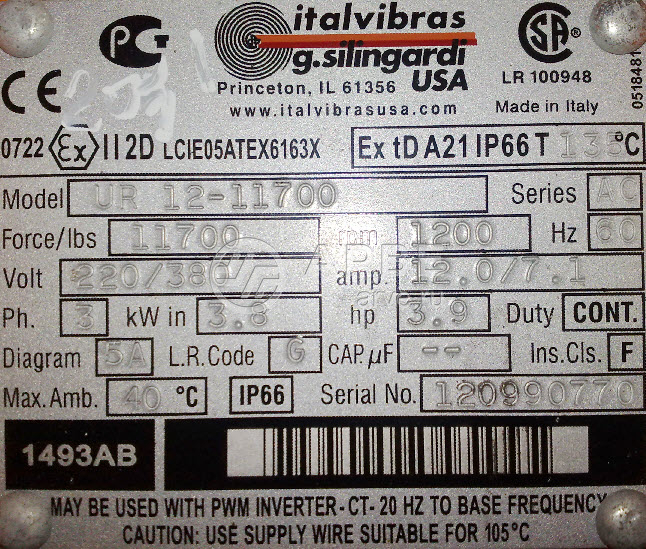 italvibras
g.silingardi
USA
Princeton, IL 61356
www.italvibrasusa.com
LR 100948
Made in Italy
0518481
0722 Ex II 2D LCIE05ATEX6163X Ex tD A21 IP66 T 135°C
Model UR 12-11700 Series AC
Force/lbs 11700 rpm 1200 Hz 60
Volt 220/380 amp. 12.0/7.1
Ph. 3 kW in 3.8 hp 3.9 Duty CONT.
Diagram 5A L.R.Code G CAP.µF -- Ins.Cls. F
Max.Amb. 40 °C IP66 Serial No. 120990770
1493AB
MAY BE USED WITH PWM INVERTER-CT-20 HZ TO BASE FREQUENCY
CAUTION: USE SUPPLY WIRE SUITABLE FOR 105°C